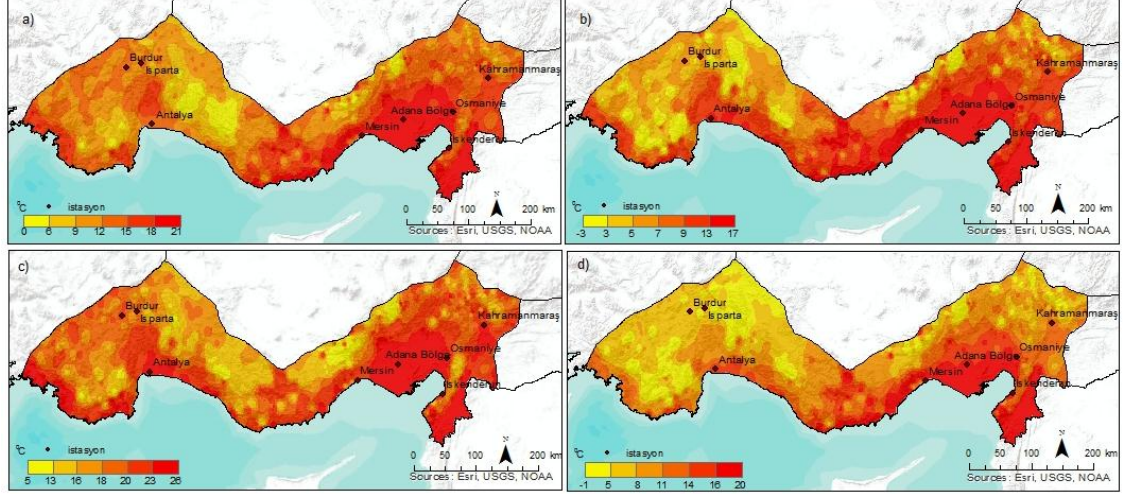 a)
Burdur
Isparta
Antalya
Kahramanmaraş
Osmaniye
Adana Bölge
Mersin
İskenderun
°C istasyon
0 6 9 12 15 18 21
N
0 100 200 km
Sources: Esri, USGS, NOAA
b)
Burdur
Isparta
Antalya
Kahramanmaraş
Osmaniye
Adana Bölge
Mersin
İskenderun
°C istasyon
-3 3 5 7 9 13 17
N
0 50 100 200 km
Sources: Esri, USGS, NOAA
c)
Burdur
Isparta
Antalya
Kahramanmaraş
Osmaniye
Adana Bölge
Mersin
İskenderun
°C istasyon
5 13 16 18 20 23 26
N
0 50 100 200 km
Sources: Esri, USGS, NOAA
d)
Burdur
Isparta
Antalya
Kahramanmaraş
Osmaniye
Adana Bölge
Mersin
İskenderun
°C istasyon
-1 5 8 11 14 16 20
N
0 50 100 200 km
Sources: Esri, USGS, NOAA